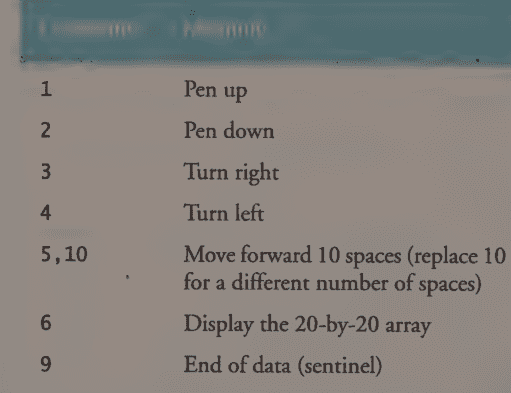 Meaning
1 Pen up
2 Pen down
3 Turn right
4 Turn left
5,10 Move forward 10 spaces (replace 10
for a different number of spaces)
6 Display the 20-by-20 array
9 End of data (sentinel)